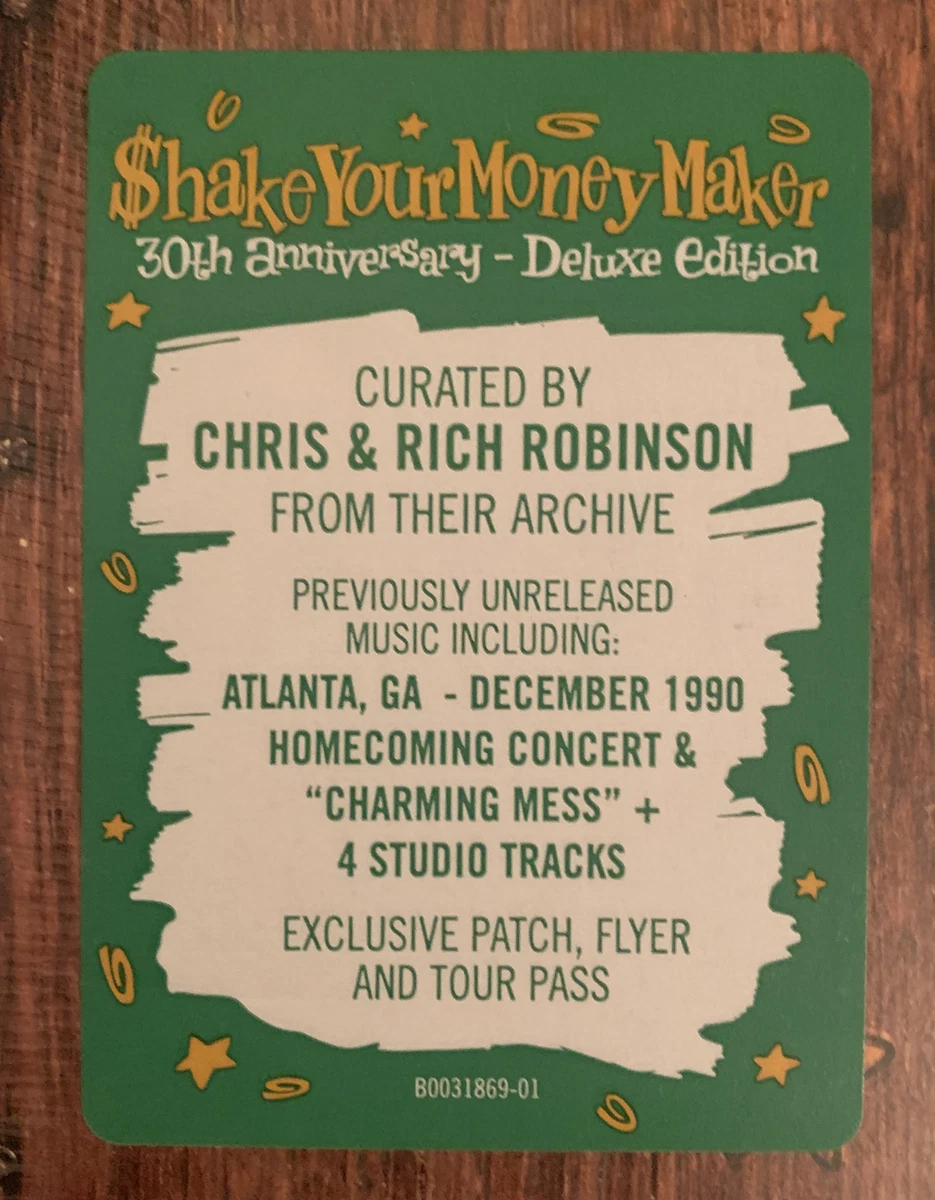 $hake Your Money Maker
30th anniversary - Deluxe edition
CURATED BY
CHRIS & RICH ROBINSON
FROM THEIR ARCHIVE
PREVIOUSLY UNRELEASED
MUSIC INCLUDING:
ATLANTA, GA - DECEMBER 1990
HOMECOMING CONCERT &
“CHARMING MESS” +
4 STUDIO TRACKS
EXCLUSIVE PATCH, FLYER
AND TOUR PASS
B0031869-01